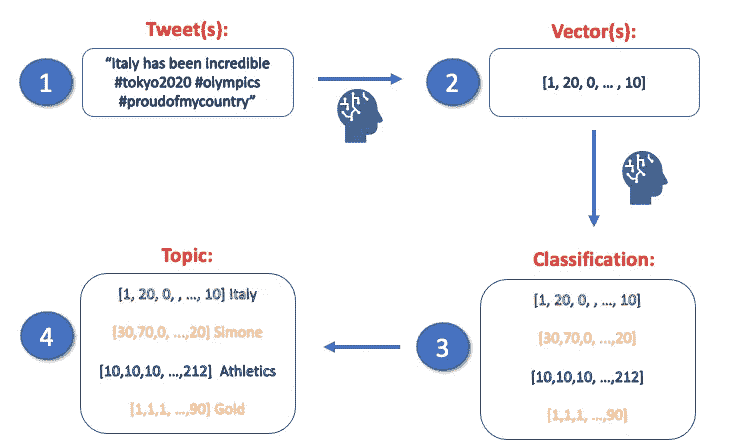 Tweet(s):
1
“Italy has been incredible
#tokyo2020 #olympics
#proudofmycountry”
Vector(s):
2
[1, 20, 0, ... , 10]
Classification:
3
[1, 20, 0, , ..., 10]
[30,70,0, ...,20]
[10,10,10, ...,212]
[1,1,1, ...,90]
Topic:
4
[1, 20, 0, , ..., 10] Italy
[30,70,0, ...,20] Simone
[10,10,10, ...,212] Athletics
[1,1,1, ...,90] Gold